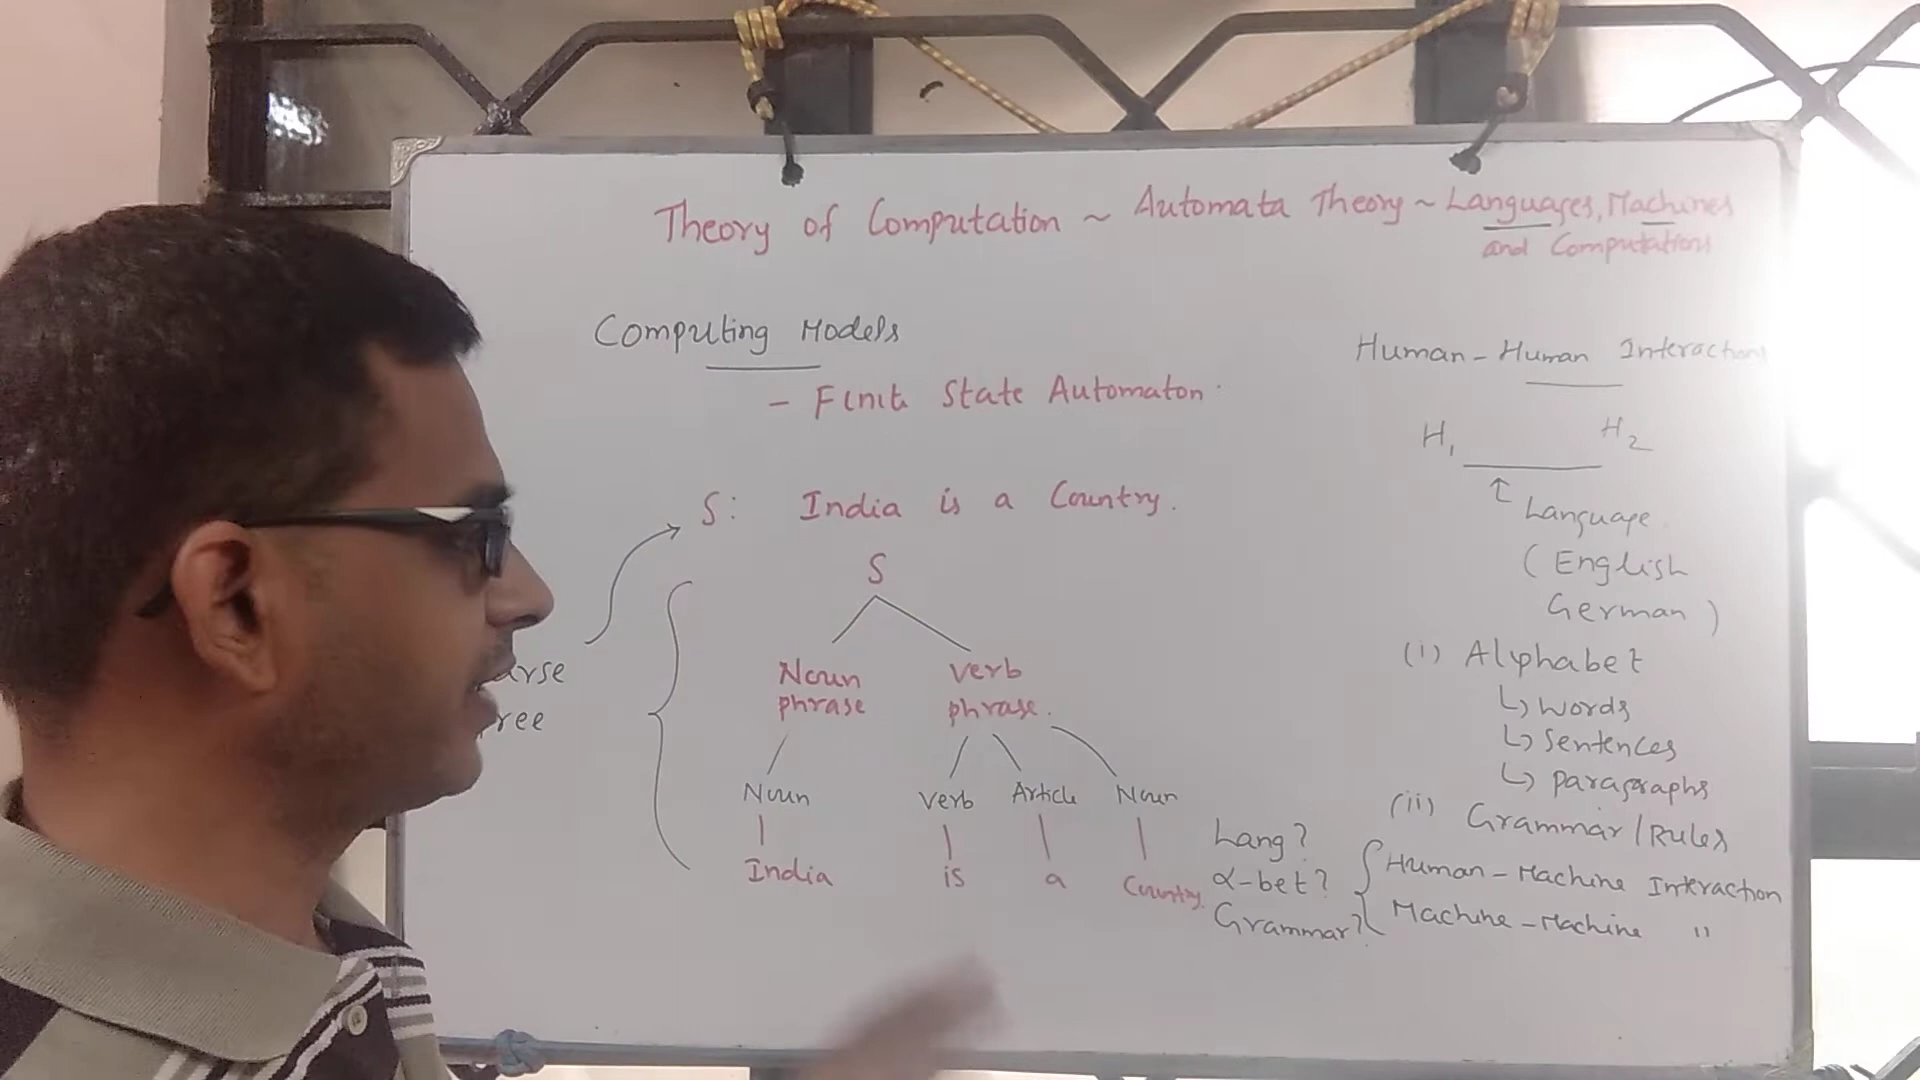 Theory of Computation ~ Automata Theory ~ Languages, Machines
and Computations
Computing Models
- Finite State Automaton.
S: India is a Country.
S
Noun verb
phrase phrase.
Noun Verb Article Noun
India is a Country.
Human - Human Interaction
H1 H2
Language
( English
German )
(i) Alphabet
↳ words
↳ Sentences
↳ paragraphs
(ii) Grammar / Rules
Lang?
α-bet?
Grammar?
Human - Machine Interaction
Machine - Machine "